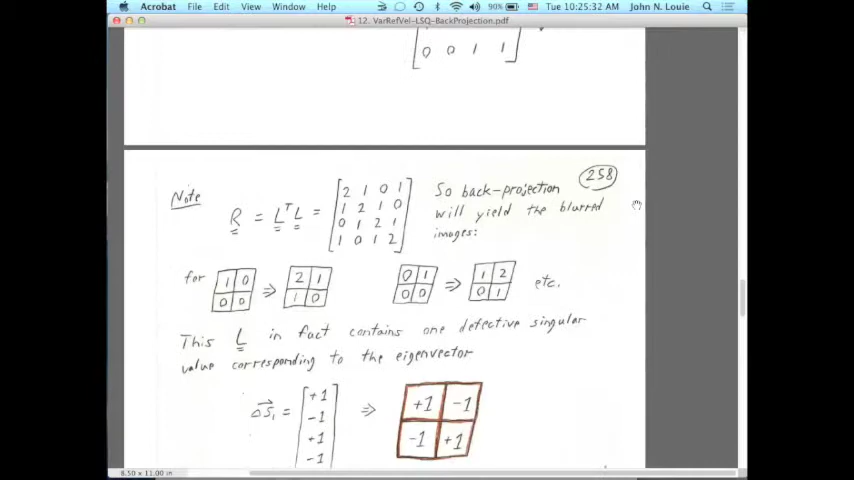 Acrobat File Edit View Window Help 90% Tue 10:25:32 AM John N. Louie
12. VarRefVel-LSQ-BackProjection.pdf
0 0 1 1
258
Note
R = LᵀL = 2 1 0 1
1 2 1 0
0 1 2 1
1 0 1 2
So back-projection
will yield the blurred
images:
for 1 0 ⇒ 2 1 0 1 ⇒ 1 2 etc.
0 0 1 0 0 0 0 1
This L in fact contains one defective singular
value corresponding to the eigenvector
ΔS₁ = +1 ⇒ +1 -1
-1 -1 +1
+1
-1
8.50 x 11.00 in